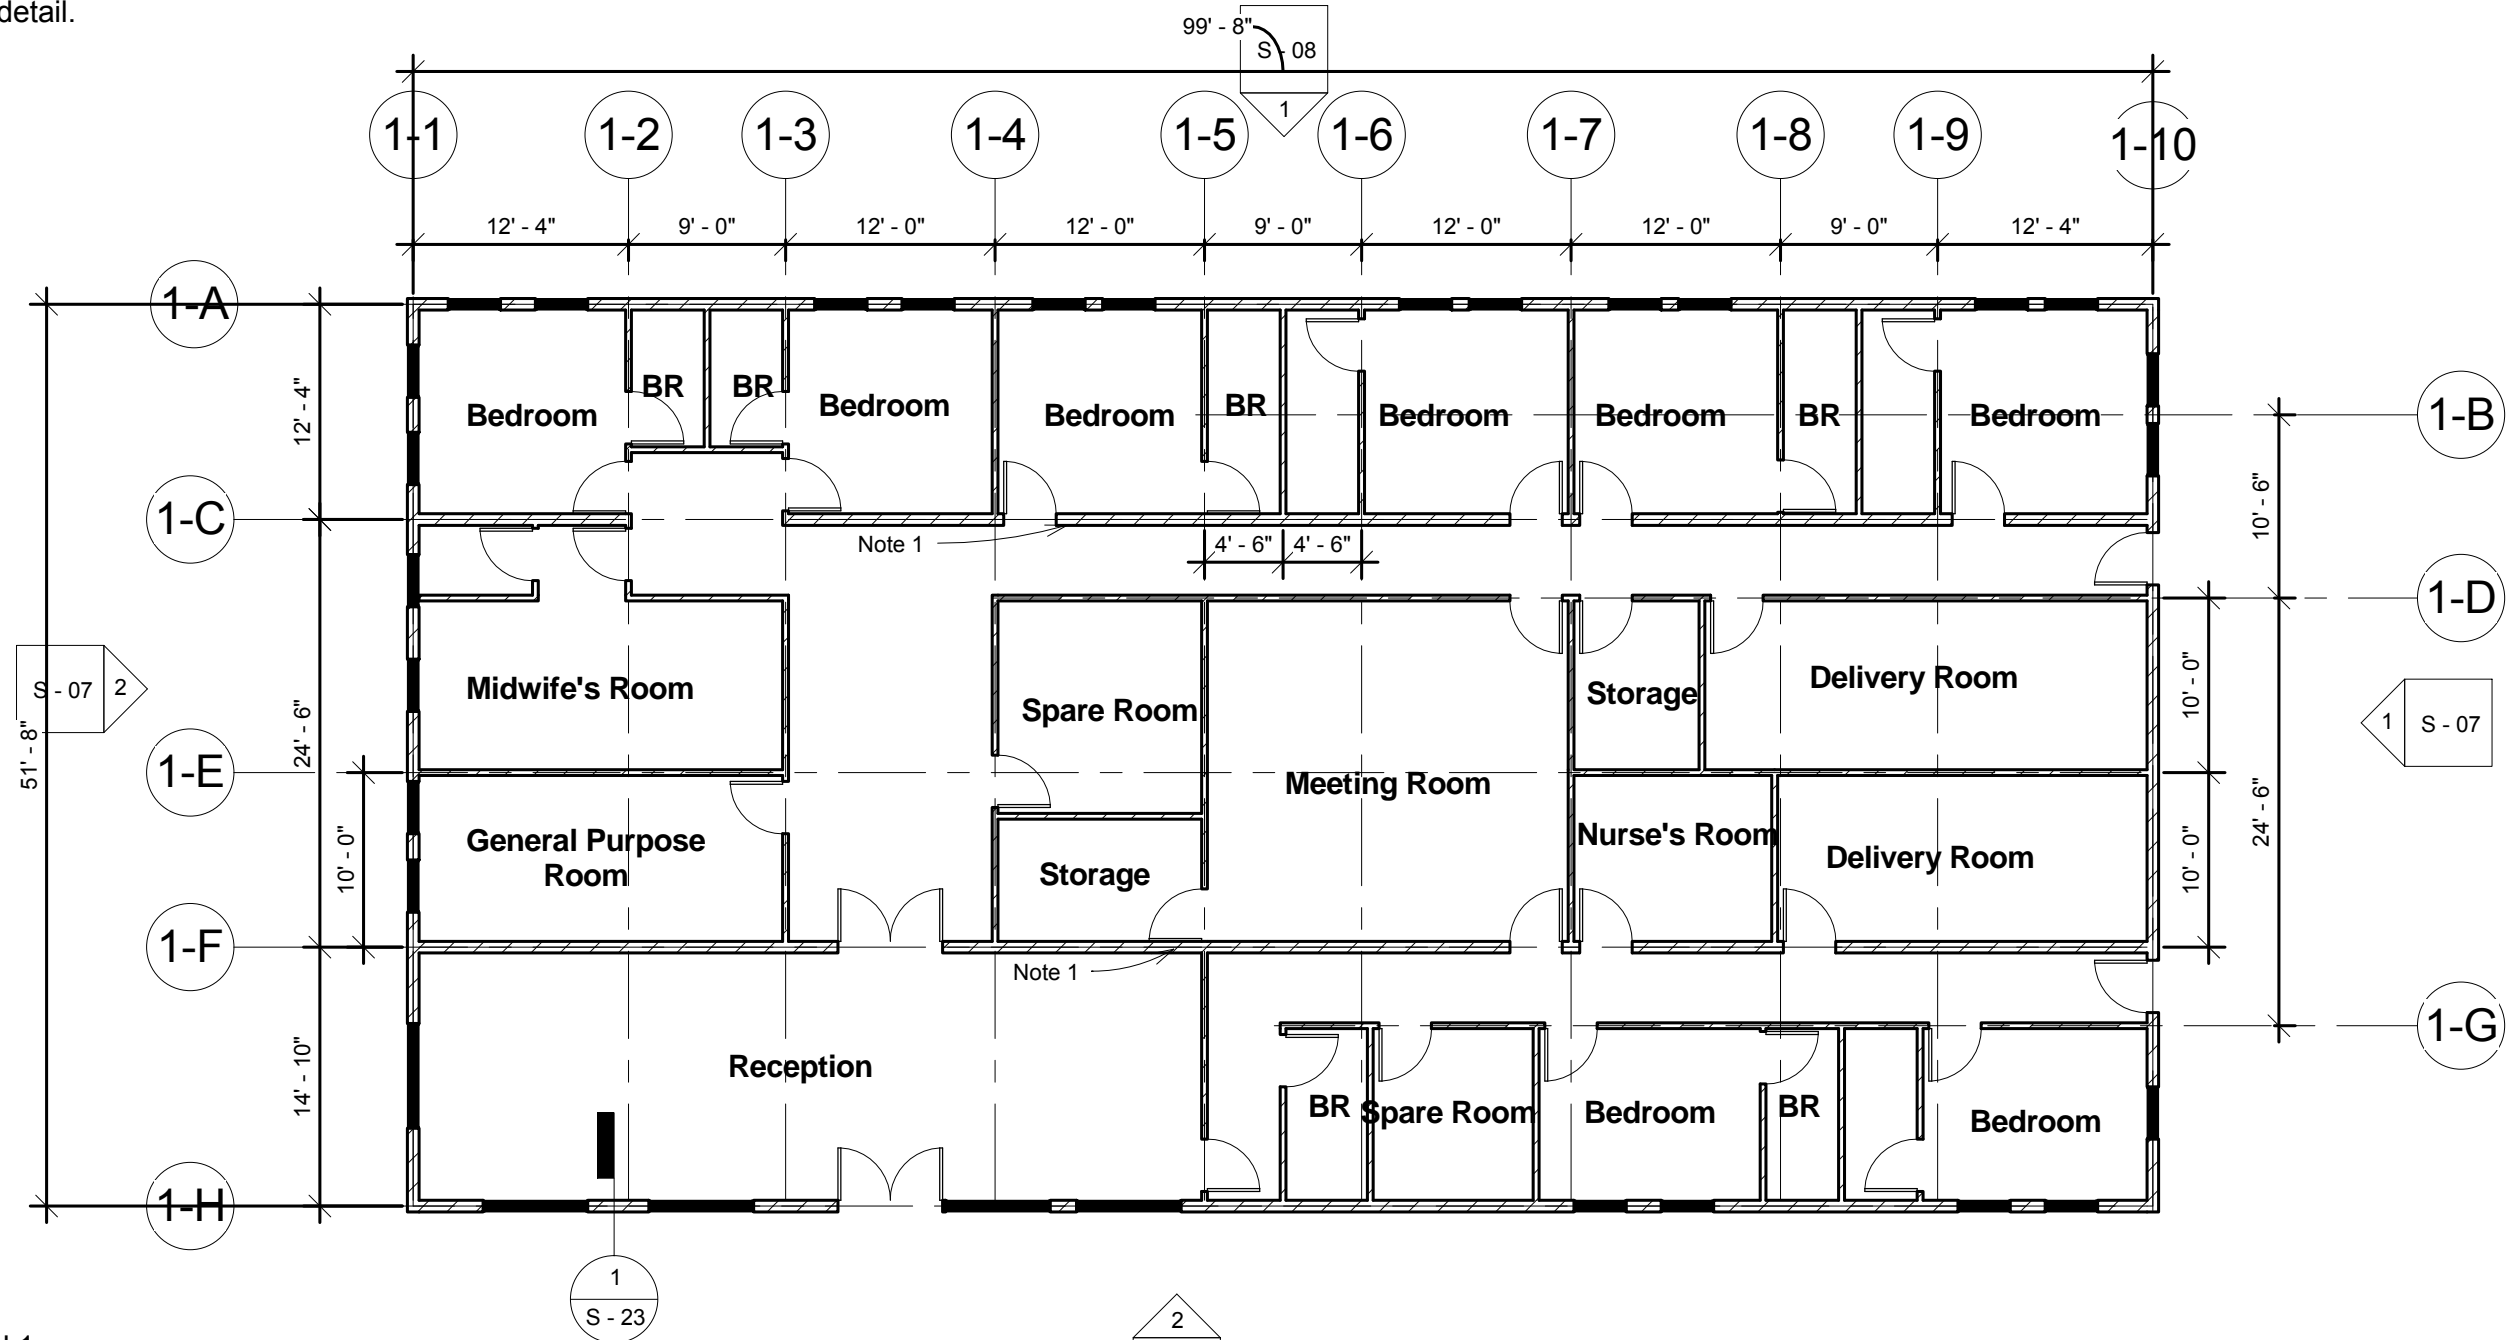 detail.
99' - 8"
S - 08
1
1-1
1-2
1-3
1-4
1-5
1-6
1-7
1-8
1-9
1-10
12' - 4"
9' - 0"
12' - 0"
12' - 0"
9' - 0"
12' - 0"
12' - 0"
9' - 0"
12' - 4"
1-A
12' - 4"
BR
BR
Bedroom
Bedroom
Bedroom
BR
Bedroom
Bedroom
BR
Bedroom
1-B
1-C
10' - 6"
Note 1
4' - 6"
4' - 6"
1-D
S - 07
2
51' - 8"
24' - 6"
Midwife's Room
Spare Room
Storage
Delivery Room
10' - 0"
1
S - 07
1-E
Meeting Room
10' - 0"
General Purpose
Room
Storage
Nurse's Room
Delivery Room
10' - 0"
24' - 6"
1-F
Note 1
1-G
14' - 10"
Reception
BR
Spare Room
Bedroom
BR
Bedroom
1-H
1
S - 23
2